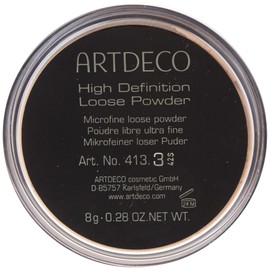 ARTDECO
High Definition
Loose Powder
Microfine loose powder
Poudre libre ultra fine
Mikrofeiner loser Puder
Art. No. 413.3
ARTDECO cosmetic GmbH
D-85757 Karlsfeld/Germany
www.artdeco.com
24 M
8g ∙ 0.28 OZ.NET WT.